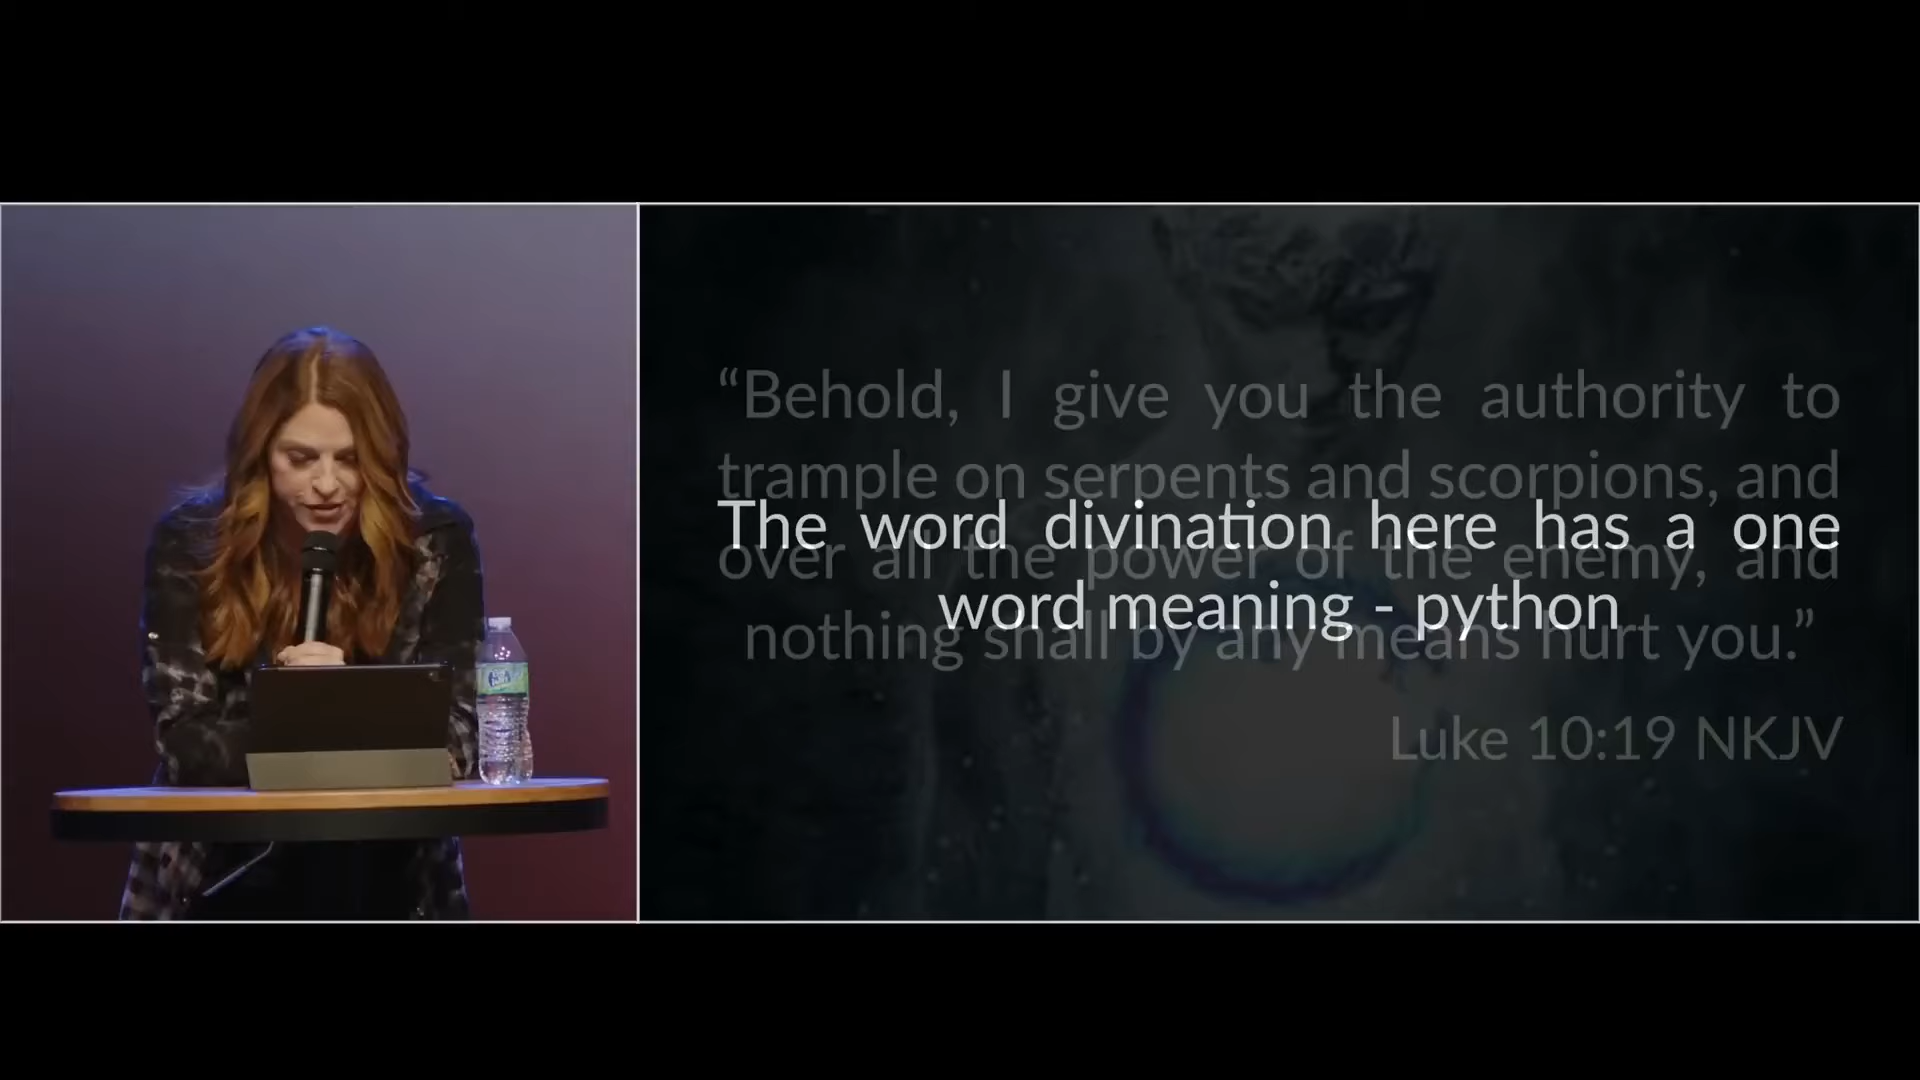 “Behold, I give you the authority to
trample on serpents and scorpions, and
over all the power of the enemy, and
nothing shall by any means hurt you.”
Luke 10:19 NKJV
The word divination here has a one
word meaning - python